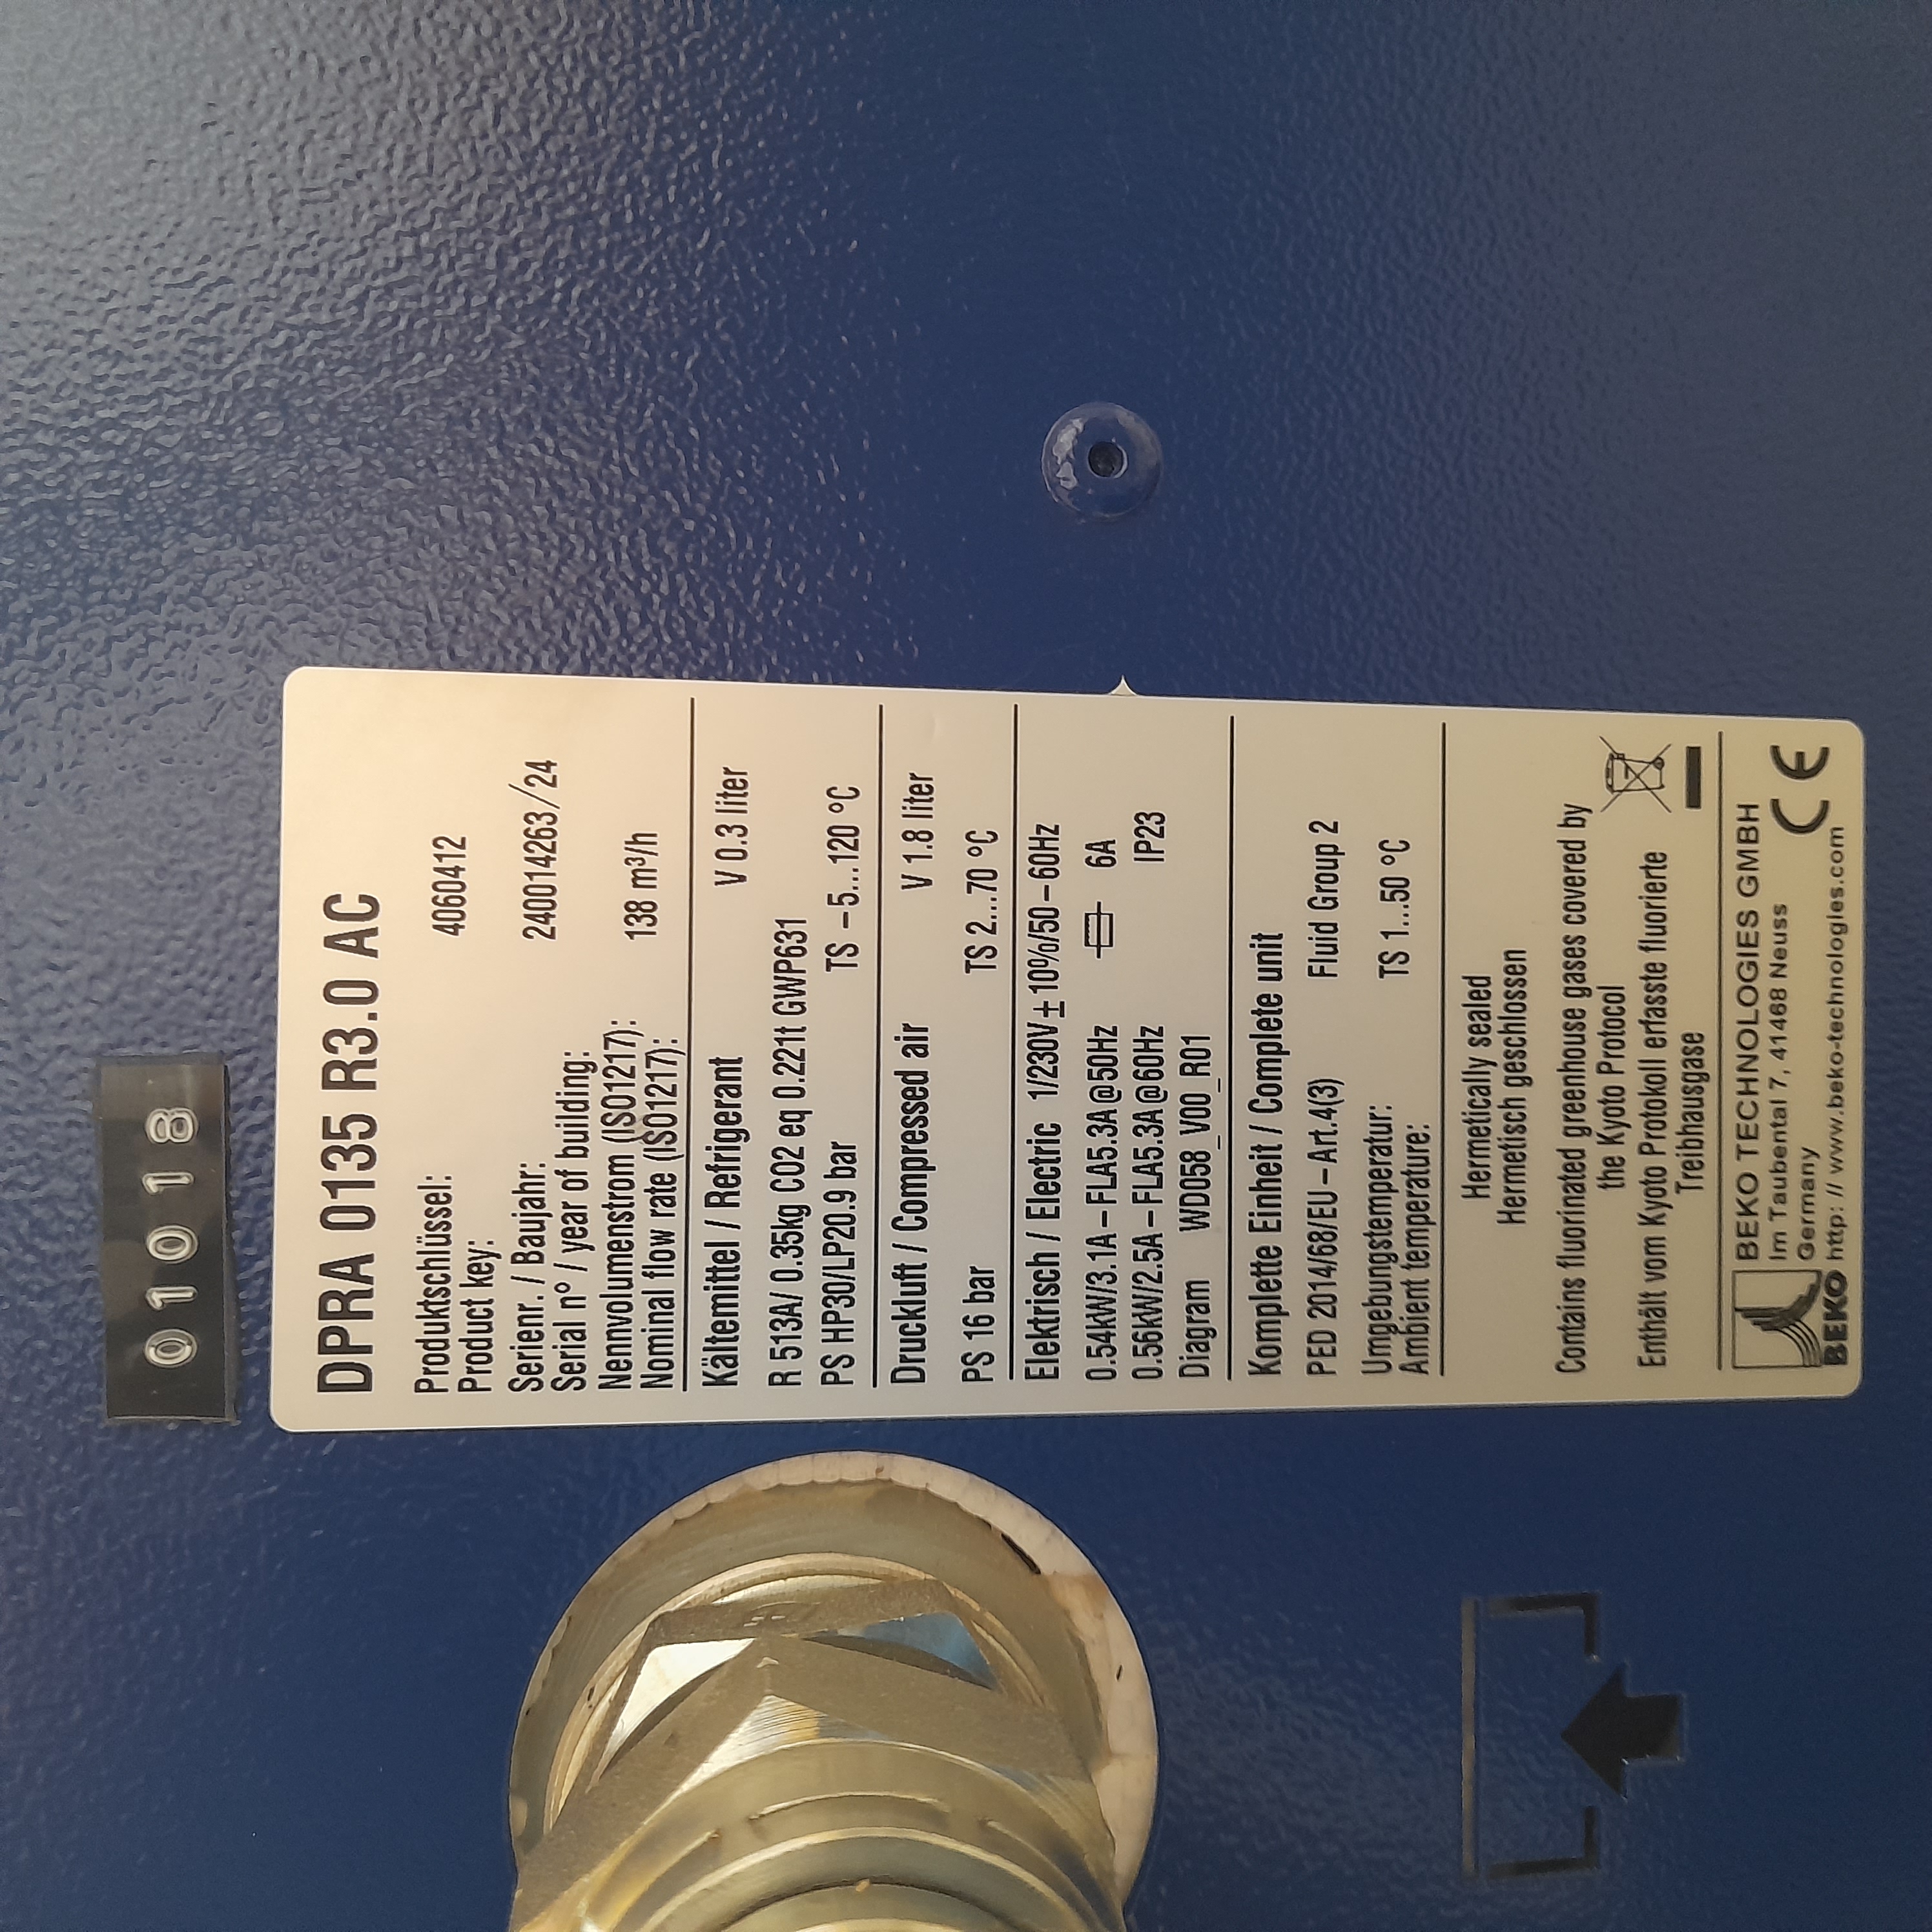 01018
DPRA 0135 R3.0 AC
Produktschlüssel:
Product key: 4060412
Seriennr. / Baujahr:
Serial nº / year of building: 240014263/24
Nennvolumenstrom (ISO1217):
Nominal flow rate (ISO1217): 138 m³/h
Kältemittel / Refrigerant V 0.3 liter
R 513A/ 0.35kg CO2 eq 0.221t GWP631
PS HP30/LP20.9 bar TS -5...120 ºC
Druckluft / Compressed air V 1.8 liter
PS 16 bar TS 2...70 ºC
Elektrisch / Electric 1/230V±10%/50-60Hz
0.54kW/3.1A-FLA5.3A@50Hz 6A
0.56kW/2.5A-FLA5.3A@60Hz IP23
Diagram WD058_V00_R01
Komplette Einheit / Complete unit
PED 2014/68/EU-Art.4(3) Fluid Group 2
Umgebungstemperatur:
Ambient temperature: TS 1...50 ºC
Hermetically sealed
Hermetisch geschlossen
Contains fluorinated greenhouse gases covered by
the Kyoto Protocol
Enthält vom Kyoto Protokoll erfasste fluorierte
Treibhausgase
BEKO TECHNOLOGIES GMBH
Im Taubental 7, 41468 Neuss
Germany
BEKO http: // www.beko-technologies.com
CE